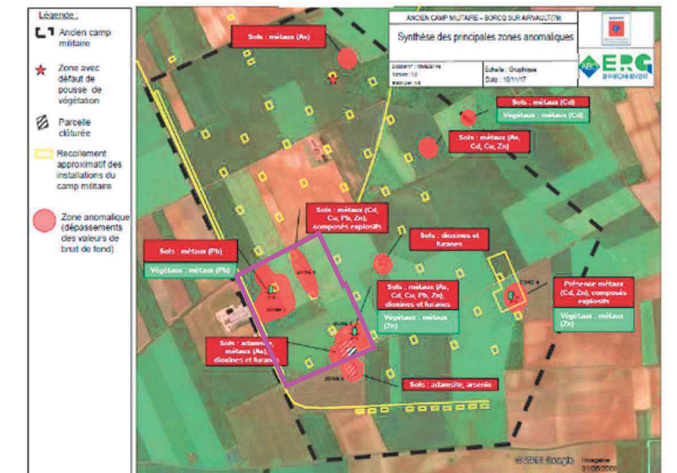 Légende :
Ancien camp
militaire
Zone avec
défaut de
pousse de
végétation
Parcelle
clôturée
Recollement
approximatif des
installations du
camp militaire
Zone anomalique
(dépassements
des valeurs de
bruit de fond)
ANCIEN CAMP MILITAIRE – BORCQ SUR AIRVAULT (79)
Synthèse des principales zones anomaliques
Echelle : Graphique
Date : 10/11/17
ERG
ENVIRONNEMENT
Sols : métaux (As)
Sols : métaux (Cd)
Végétaux : métaux (Cd)
Sols : métaux (As,
Cd, Cu, Zn)
Sols : métaux (Cd,
Cu, Pb, Zn),
composés explosifs
Sols : dioxines et
furanes
Sols : métaux (Pb)
Végétaux : métaux (Pb)
Sols : métaux (As,
Cd, Cu, Pb, Zn),
dioxines et furanes
Végétaux : métaux
(Zn)
Présence métaux
(Cd, Zn), composés
explosifs
Végétaux : métaux
(Zn)
Sols : adamsite,
métaux (As),
dioxines et furanes
Sols : adamsite, arsenic
Google
Imagerie